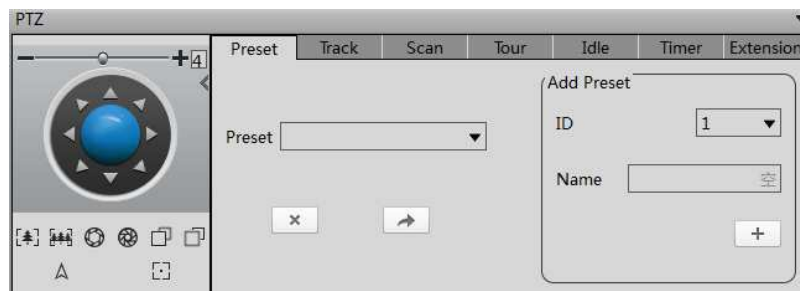 PTZ
4
Preset Track Scan Tour Idle Timer Extension
Add Preset
ID 1
Preset
Name 空